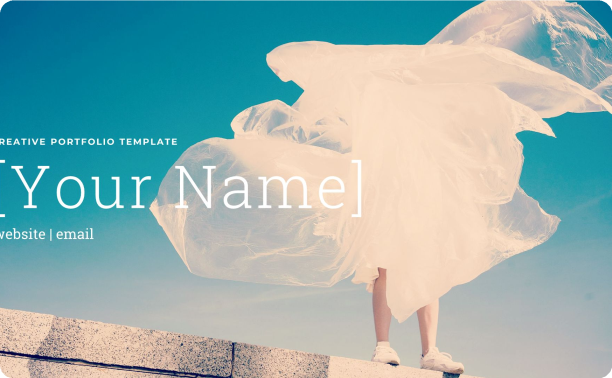 REATIVE PORTFOLIO TEMPLATE
[Your Name]
website | email